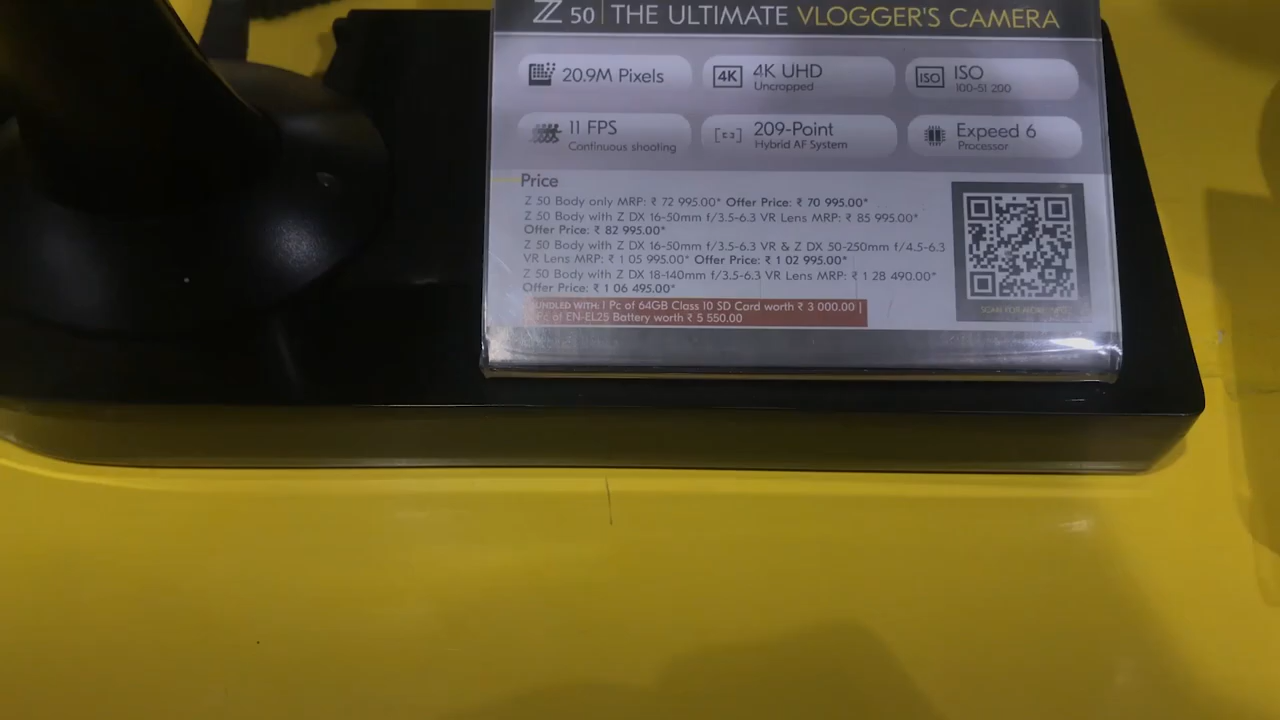 Z 50 | THE ULTIMATE VLOGGER'S CAMERA
20.9M Pixels
4K
4K UHD
Uncropped
ISO
ISO
100-51 200
11 FPS
Continuous shooting
209-Point
Hybrid AF System
Expeed 6
Processor
Price
Z 50 Body only MRP: ₹ 72 995.00* Offer Price: ₹ 70 995.00*
Z 50 Body with Z DX 16-50mm f/3.5-6.3 VR Lens MRP: ₹ 85 995.00*
Offer Price: ₹ 82 995.00*
Z 50 Body with Z DX 16-50mm f/3.5-6.3 VR & Z DX 50-250mm f/4.5-6.3
VR Lens MRP: ₹ 1 05 995.00* Offer Price: ₹ 1 02 995.00*
Z 50 Body with Z DX 18-140mm f/3.5-6.3 VR Lens MRP: ₹ 1 28 490.00*
Offer Price: ₹ 1 06 495.00*
WITH: 1 Pc of 64GB Class 10 SD Card worth ₹ 3 000.00 |
of EN-EL25 Battery worth ₹ 5 550.00
SCAN FOR MORE